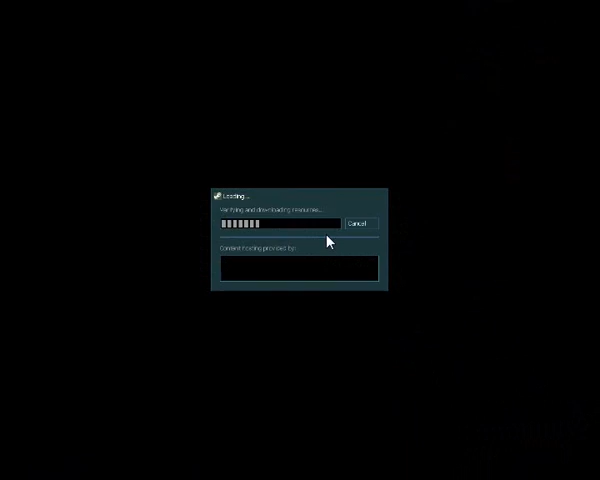 Loading...
Verifying and downloading resources...
Cancel
Content hosting provided by: